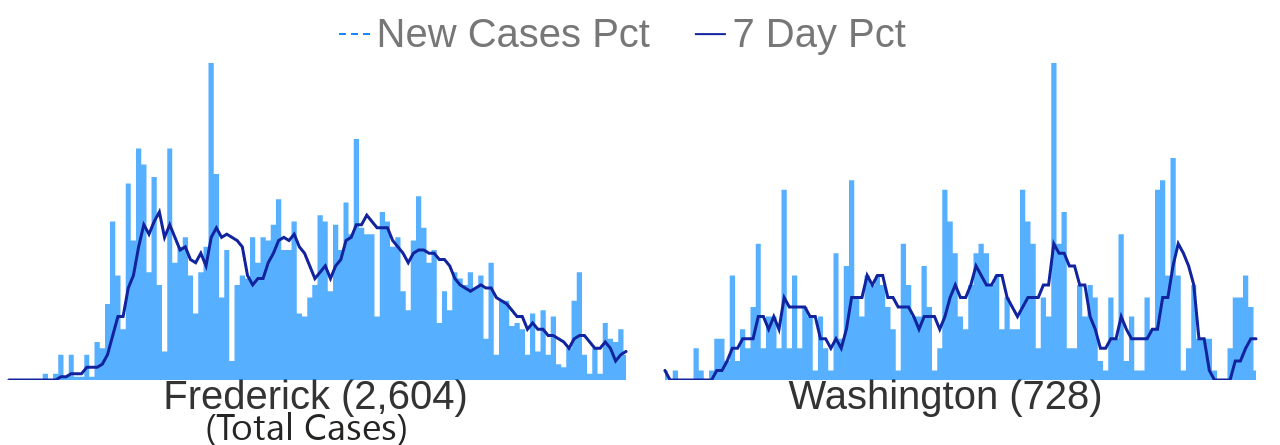 New Cases Pct 7 Day Pct
Frederick (2,604) Washington (728)
(Total Cases)